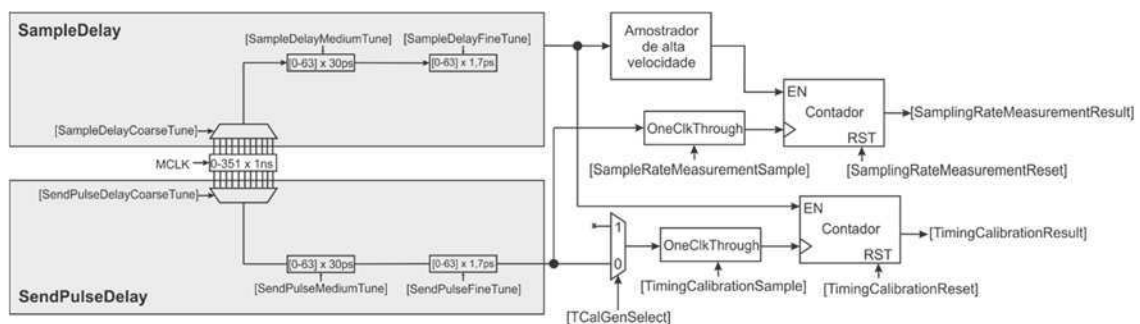 SampleDelay
[SampleDelayMediumTune]
[SampleDelayFineTune]
[0-63] x 30ps
[0-63] x 1,7ps
Amostrador
de alta
velocidade
EN
Contador
RST
[SamplingRateMeasurementResult]
[SampleDelayCoarseTune]
OneClkThrough
MCLK
0-351 x 1ns
[SampleRateMeasurementSample]
[SamplingRateMeasurementReset]
[SendPulseDelayCoarseTune]
EN
Contador
RST
[TimingCalibrationResult]
1
0
OneClkThrough
[0-63] x 30ps
[0-63] x 1,7ps
[SendPulseMediumTune]
[SendPulseFineTune]
[TimingCalibrationSample]
[TimingCalibrationReset]
SendPulseDelay
[TCalGenSelect]